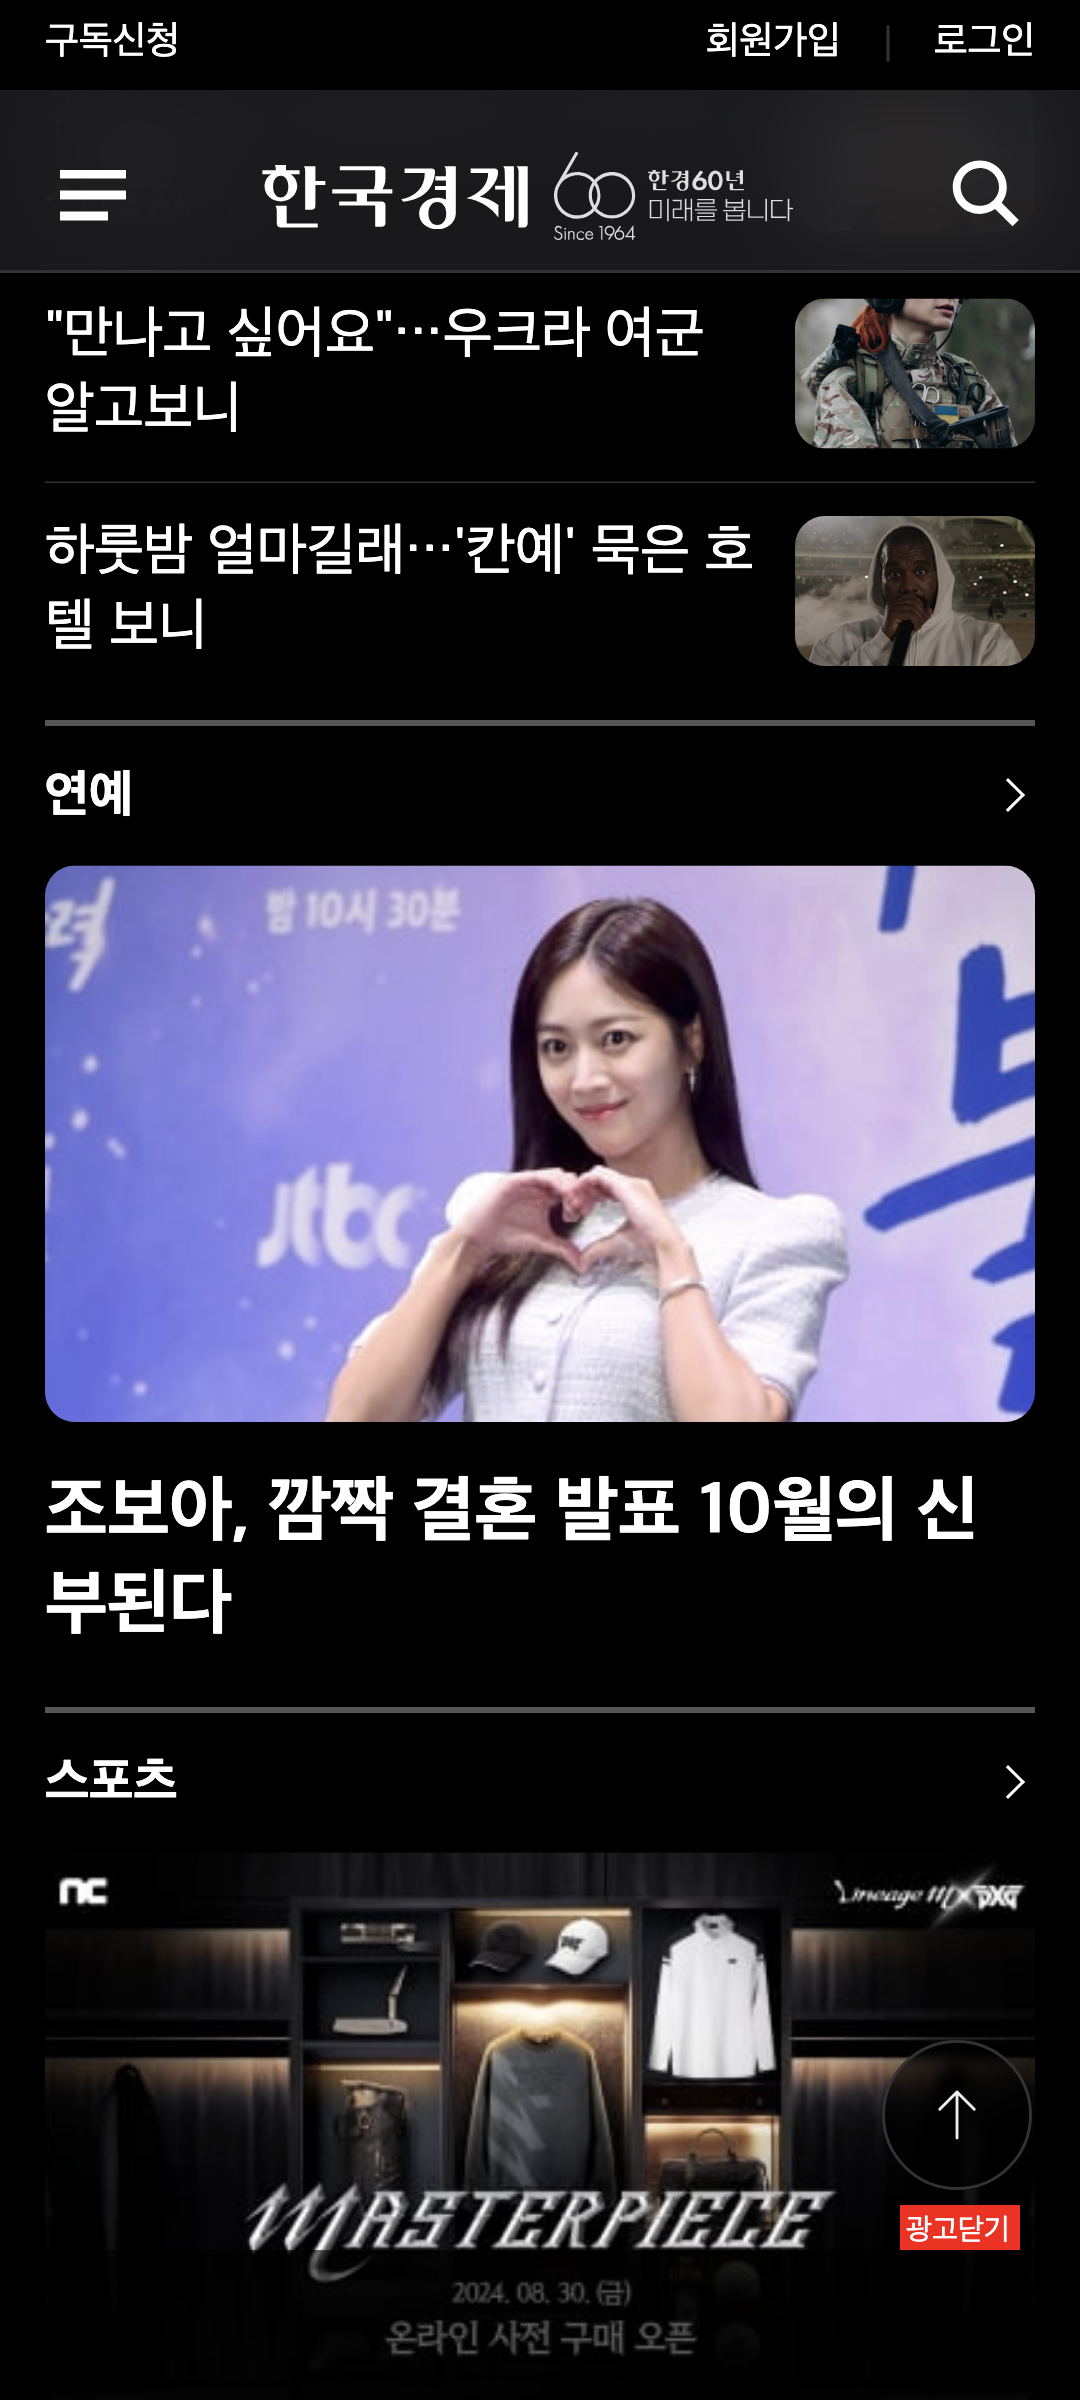 구독신청
회원가입
로그인
한국경제
60
Since 1964
한경60년
미래를 봅니다
"만나고 싶어요"…우크라 여군
알고보니
하룻밤 얼마길래…'칸예' 묵은 호
텔 보니
연예
력
밤 10시 30분
jtbc
조보아, 깜짝 결혼 발표 10월의 신
부된다
스포츠
nc
Lineage M X PXG
MASTERPIECE
2024. 08. 30. (금)
온라인 사전 구매 오픈
광고닫기